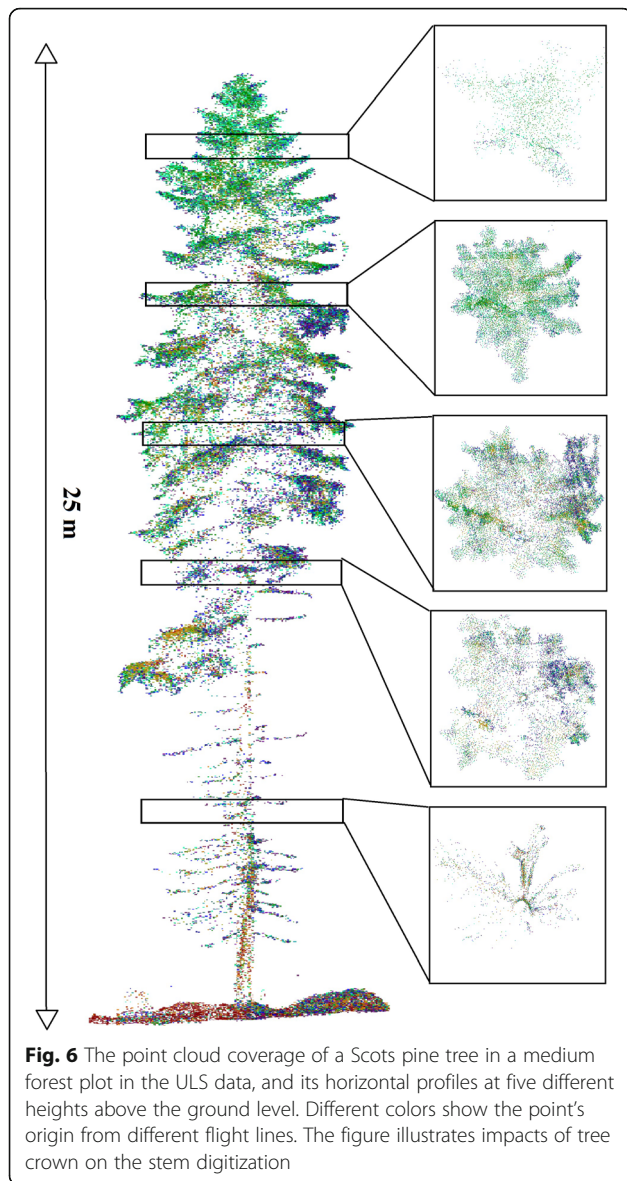 25 m
Fig. 6 The point cloud coverage of a Scots pine tree in a medium
forest plot in the ULS data, and its horizontal profiles at five different
heights above the ground level. Different colors show the point's
origin from different flight lines. The figure illustrates impacts of tree
crown on the stem digitization